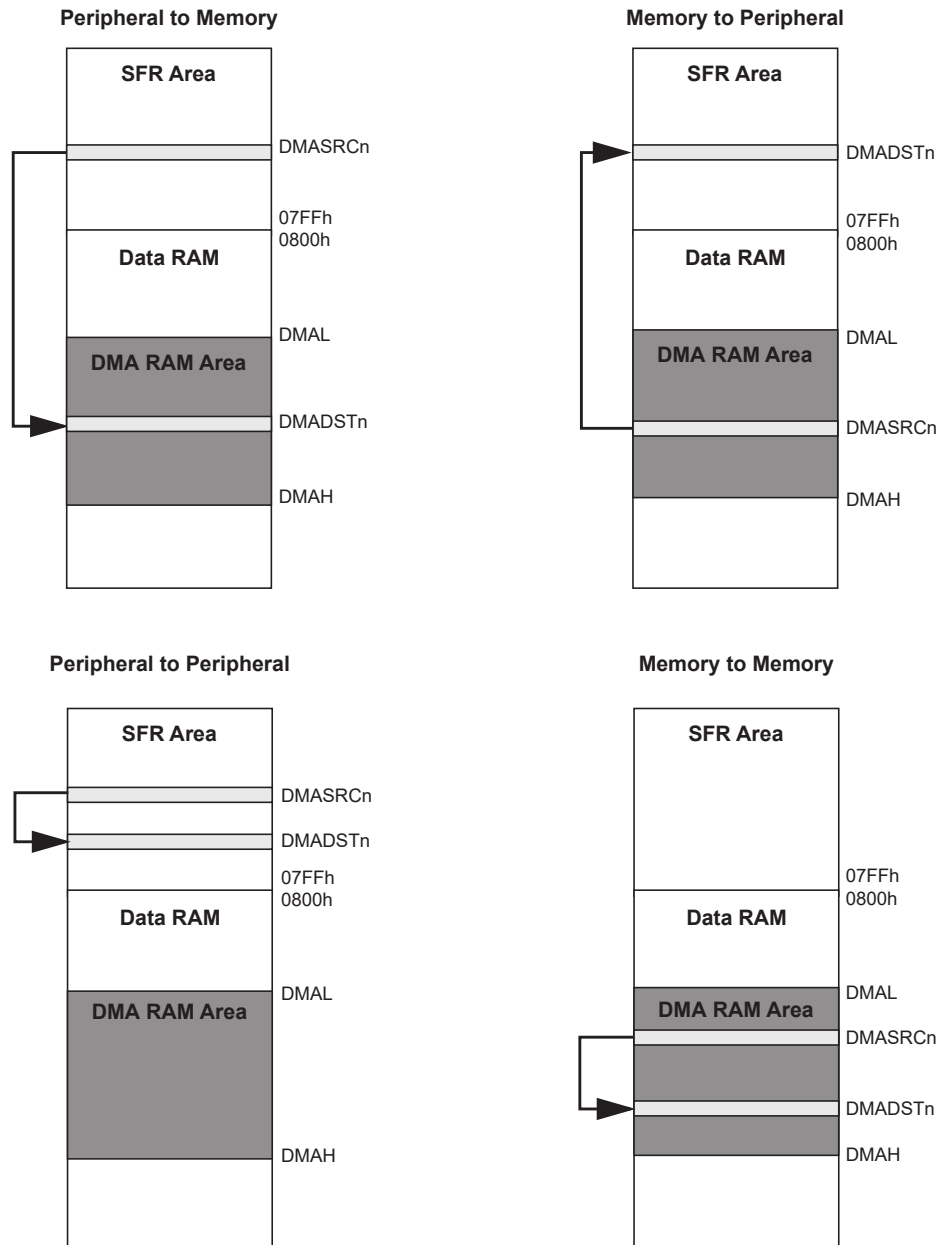 Peripheral to Memory
SFR Area
DMASRCn
07FFh
0800h
Data RAM
DMAL
DMA RAM Area
DMADSTn
DMAH
Memory to Peripheral
SFR Area
DMADSTn
07FFh
0800h
Data RAM
DMAL
DMA RAM Area
DMASRCn
DMAH
Peripheral to Peripheral
SFR Area
DMASRCn
DMADSTn
07FFh
0800h
Data RAM
DMAL
DMA RAM Area
DMAH
Memory to Memory
SFR Area
07FFh
0800h
Data RAM
DMAL
DMA RAM Area
DMASRCn
DMADSTn
DMAH